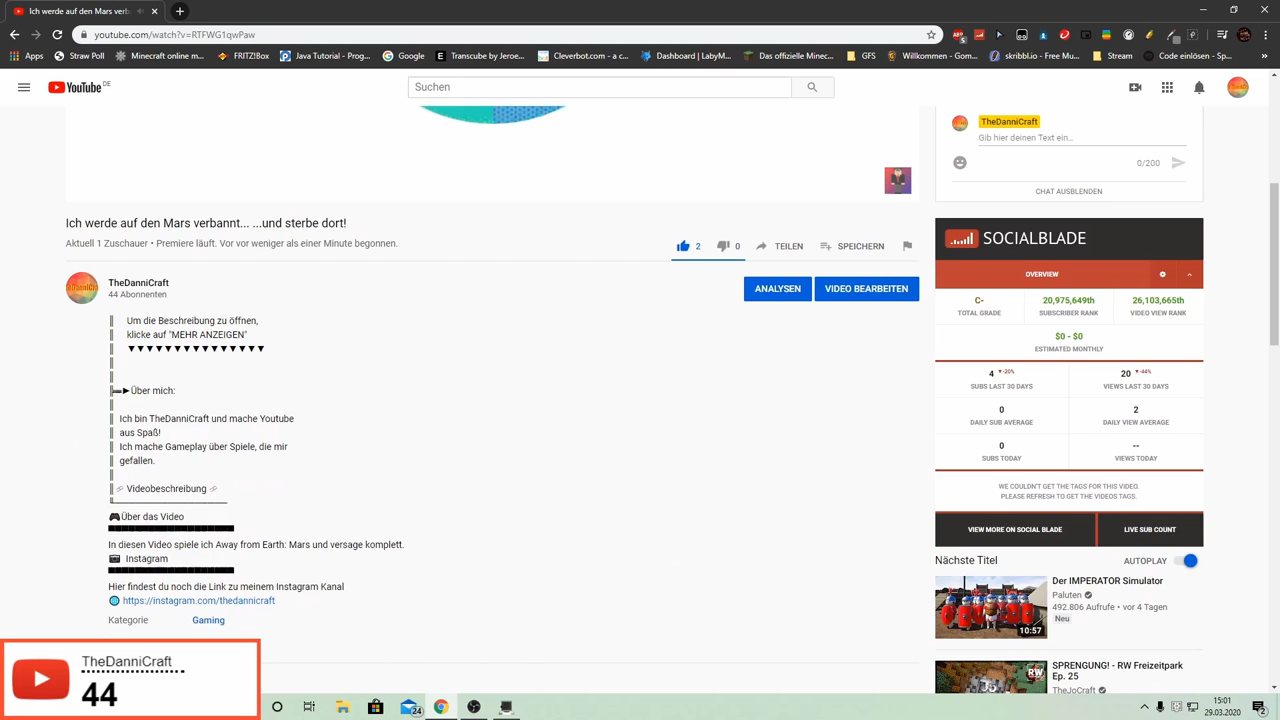 Ich werde auf den Mars verb
youtube.com/watch?v=RTFWG1qwPaw
Apps
Straw Poll
Minecraft online m...
FRITZ!Box
Java Tutorial - Prog...
Google
Transcript by Jeroe...
Cleverbot.com - a c...
Dashboard | LabyM...
Das offizielle Minec...
GFS
Willkommen - Gom...
skribbl.io - Free Mu...
Stream
Code einlösen - Sp...
YouTube DE
Suchen
TheDanniCraft
Gib hier deinen Text ein...
0/200
CHAT AUSBLENDEN
Ich werde auf den Mars verbannt... ...und sterbe dort!
Aktuell 1 Zuschauer • Premiere läuft. Vor vor weniger als einer Minute begonnen.
2
0
TEILEN
SPEICHERN
TheDanniCraft
44 Abonnenten
ANALYSEN
VIDEO BEARBEITEN
Um die Beschreibung zu öffnen,
klicke auf "MEHR ANZEIGEN"
▼▼▼▼▼▼▼▼▼▼▼▼▼▼▼
╠═►Über mich:
Ich bin TheDanniCraft und mache Youtube
aus Spaß!
Ich mache Gameplay über Spiele, die mir
gefallen.
Videobeschreibung
Über das Video
In diesen Video spiele ich Away from Earth: Mars und versage komplett.
Instagram
Hier findest du noch die Link zu meinem Instagram Kanal
https://instagram.com/thedannicraft
Kategorie
Gaming
SOCIALBLADE
OVERVIEW
C-
TOTAL GRADE
20,975,649th
SUBSCRIBER RANK
26,103,665th
VIDEO VIEW RANK
$0 - $0
ESTIMATED MONTHLY
4 ▼-20%
SUBS LAST 30 DAYS
20 ▼-44%
VIEWS LAST 30 DAYS
0
DAILY SUB AVERAGE
2
DAILY VIEW AVERAGE
0
SUBS TODAY
--
VIEWS TODAY
WE COULDN'T GET THE TAGS FOR THIS VIDEO.
PLEASE REFRESH TO GET THE VIDEOS TAGS.
VIEW MORE ON SOCIAL BLADE
LIVE SUB COUNT
Nächste Titel
AUTOPLAY
Der IMPERATOR Simulator
Paluten
492.806 Aufrufe • vor 4 Tagen
Neu
10:57
SPRENGUNG! - RW Freizeitpark
Ep. 25
TheJoCraft
RW
TheDanniCraft
44
24
15:01
29.03.2020
2